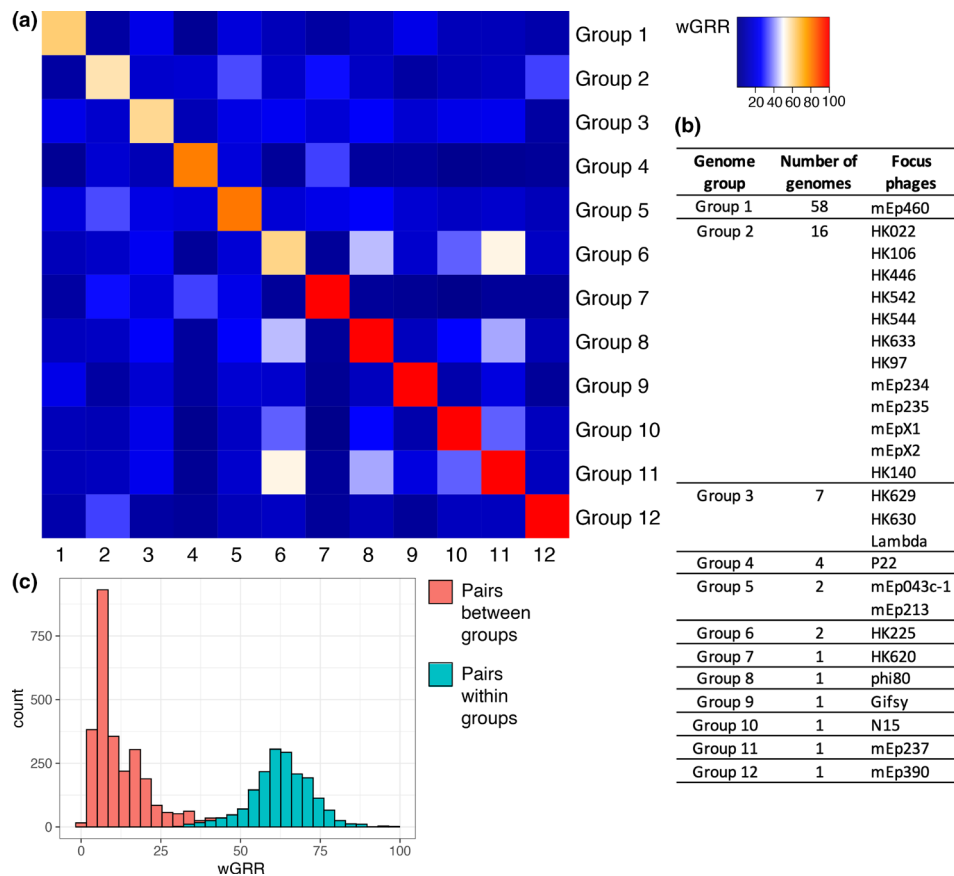 (a)
Group 1
Group 2
Group 3
Group 4
Group 5
Group 6
Group 7
Group 8
Group 9
Group 10
Group 11
Group 12
1 2 3 4 5 6 7 8 9 10 11 12
wGRR
20 40 60 80 100
(b)
Genome group Number of genomes Focus phages
Group 1 58 mEp460
Group 2 16 HK022
HK106
HK446
HK542
HK544
HK633
HK97
mEp234
mEp235
mEpX1
mEpX2
HK140
Group 3 7 HK629
HK630
Lambda
Group 4 4 P22
Group 5 2 mEp043c-1
mEp213
Group 6 2 HK225
Group 7 1 HK620
Group 8 1 phi80
Group 9 1 Gifsy
Group 10 1 N15
Group 11 1 mEp237
Group 12 1 mEp390
(c)
count
750
500
250
0
0 25 50 75 100
wGRR
Pairs
between
groups
Pairs
within
groups